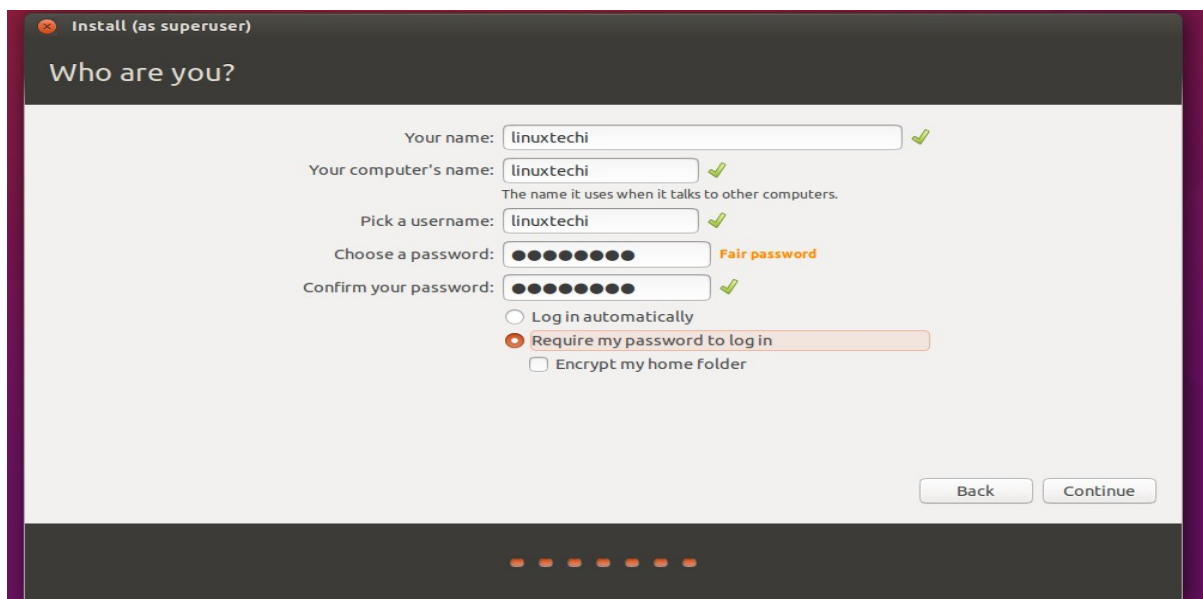 Install (as superuser)
Who are you?
Your name: linuxtechi
Your computer's name: linuxtechi
The name it uses when it talks to other computers.
Pick a username: linuxtechi
Choose a password: ●●●●●●●● Fair password
Confirm your password: ●●●●●●●●
Log in automatically
Require my password to log in
Encrypt my home folder
Back Continue